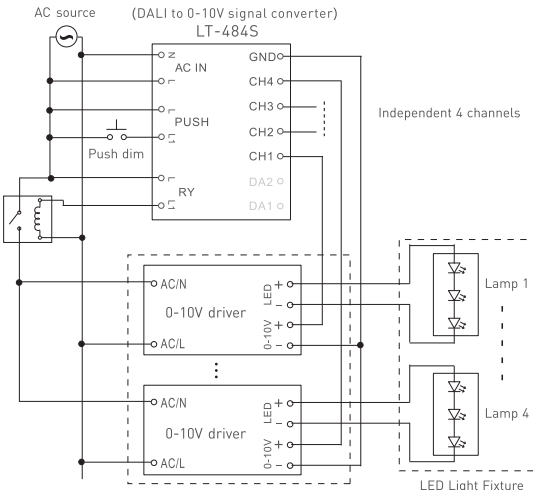 AC source
(DALI to 0-10V signal converter)
LT-484S
N
AC IN
L
L
PUSH
L1
Push dim
L
RY
L1
GND
CH4
CH3
CH2
CH1
DA2
DA1
Independent 4 channels
AC/N
0-10V driver
AC/L
LED + −
0-10V + −
Lamp 1
AC/N
0-10V driver
AC/L
LED + −
0-10V + −
Lamp 4
LED Light Fixture